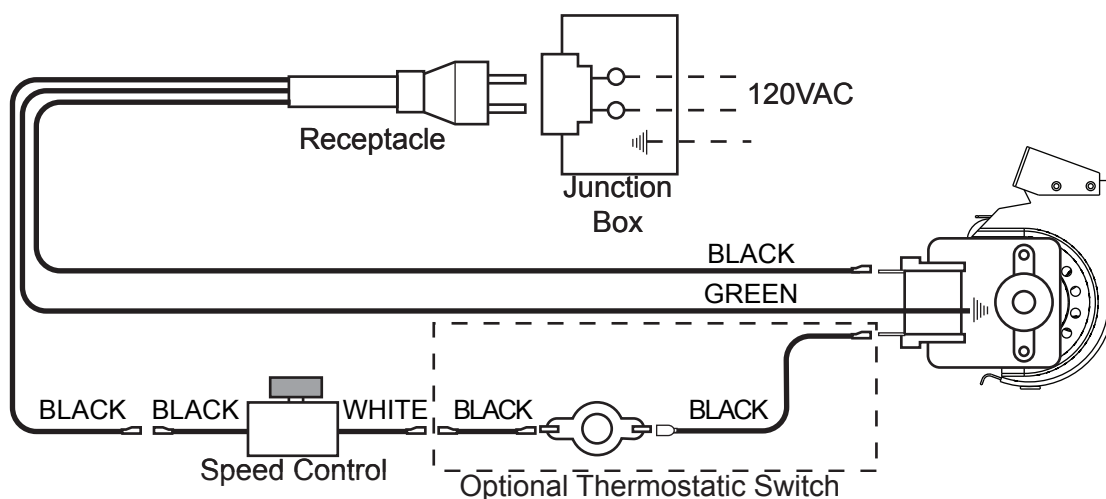 120VAC
Receptacle
Junction
Box
BLACK
GREEN
BLACK
BLACK
WHITE
BLACK
BLACK
Speed Control
Optional Thermostatic Switch